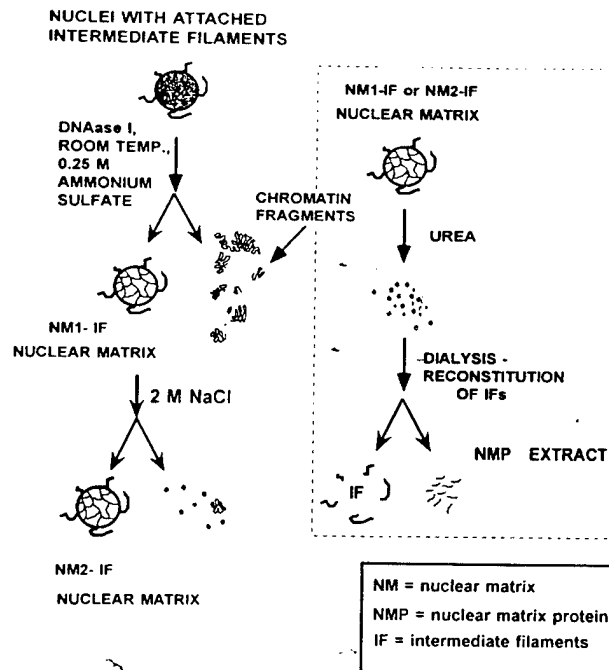 NUCLEI WITH ATTACHED
INTERMEDIATE FILAMENTS
DNAase I,
ROOM TEMP.,
0.25 M
AMMONIUM
SULFATE
CHROMATIN
FRAGMENTS
NM1- IF
NUCLEAR MATRIX
2 M NaCl
NM2- IF
NUCLEAR MATRIX
NM1-IF or NM2-IF
NUCLEAR MATRIX
UREA
DIALYSIS -
RECONSTITUTION
OF IFs
NMP EXTRACT
IF
NM = nuclear matrix
NMP = nuclear matrix protein
IF = intermediate filaments